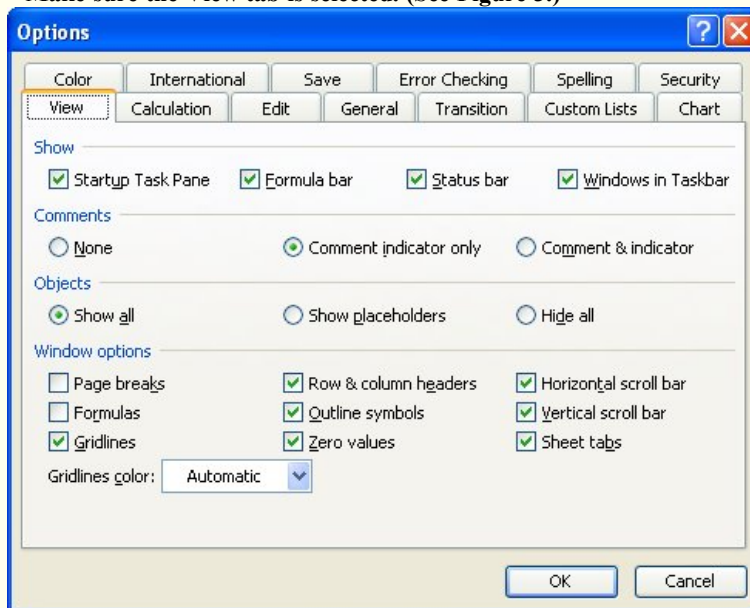 Make sure the View tab is selected. (See Figure 3.)
Options
Color International Save Error Checking Spelling Security
View Calculation Edit General Transition Custom Lists Chart
Show
Startup Task Pane Formula bar Status bar Windows in Taskbar
Comments
None Comment indicator only Comment & indicator
Objects
Show all Show placeholders Hide all
Window options
Page breaks Row & column headers Horizontal scroll bar
Formulas Outline symbols Vertical scroll bar
Gridlines Zero values Sheet tabs
Gridlines color: Automatic
OK Cancel